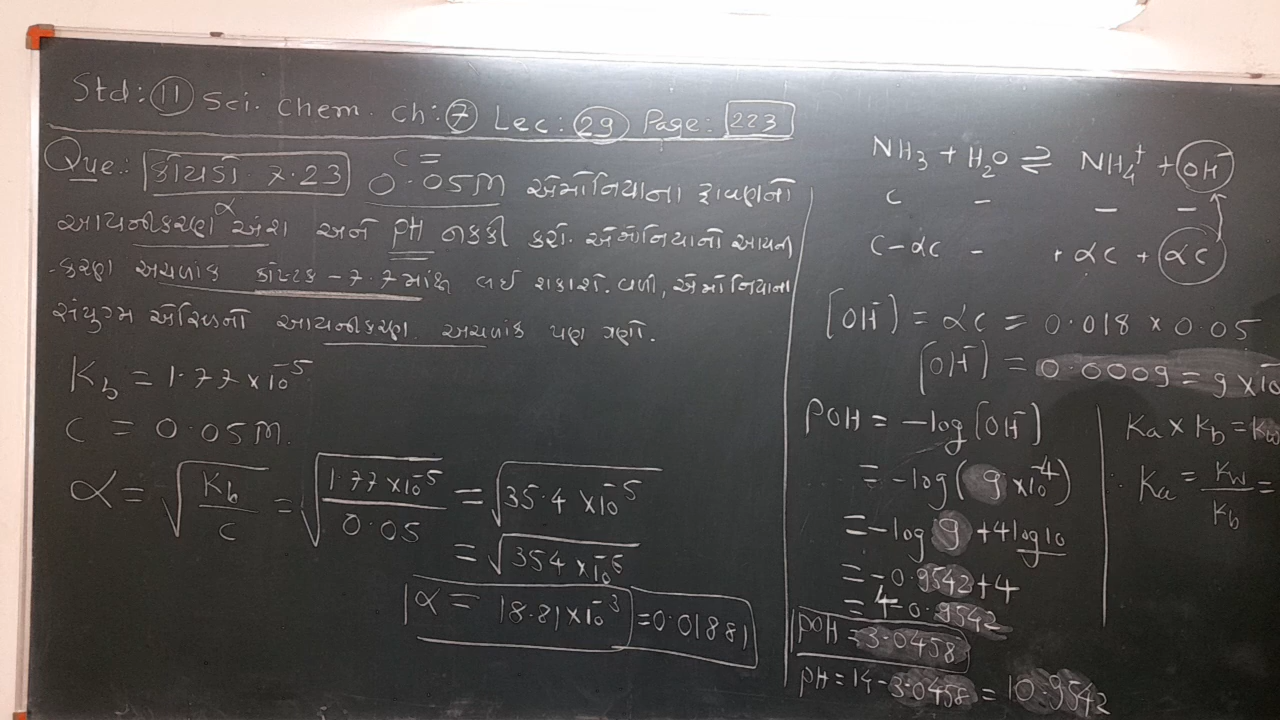 Std: 11 Sci. Chem. Ch: 7 Lec: 29 Page: 223
Que: કોયડો 7.23 C = 0.05M એમોનિયાના દ્રાવણનો
આયનીકરણ અંશ α અને pH નક્કી કરો. એમોનિયાનો આયની
-કરણ અચળાંક કોષ્ટક-7.7માંથી લઈ શકાશે. વળી, એમોનિયાના
સંયુગ્મ ઍસિડનો આયનીકરણ અચળાંક પણ ગણો.
K_b = 1.77 × 10^-5
C = 0.05M.
α = √(K_b / C) = √(1.77 × 10^-5 / 0.05) = √(35.4 × 10^-5)
= √(354 × 10^-6)
α = 18.81 × 10^-3 = 0.01881
NH₃ + H₂O ⇌ NH₄⁺ + OH⁻
C - - -
C-αC - + αC + αC
[OH⁻] = αC = 0.018 × 0.05
[OH⁻] = 0.0009 = 9 × 10
pOH = -log[OH⁻]
= -log(9 × 10^-4)
= -log 9 + 4 log 10
= -0.9542 + 4
= 4 - 0.9542
pOH = 3.0458
pH = 14 - 3.0458 = 10.9542
Ka × K_b = Kw
∴ Ka = Kw / K_b =